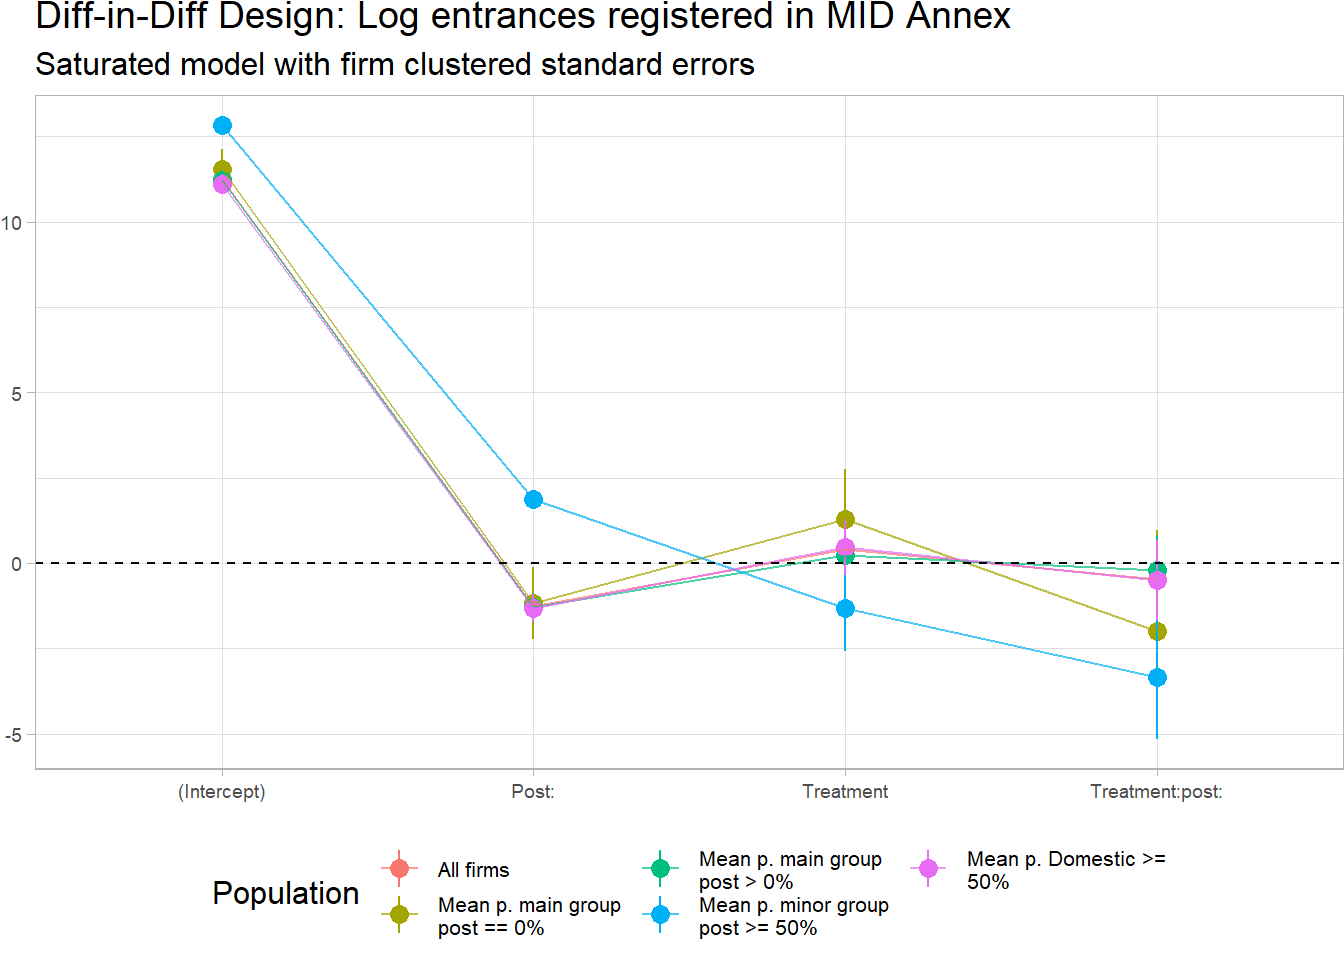 Diff-in-Diff Design: Log entrances registered in MID Annex
Saturated model with firm clustered standard errors
10
5
0
-5
(Intercept)
Post:
Treatment
Treatment:post:
Population
All firms
Mean p. main group
post == 0%
Mean p. main group
post > 0%
Mean p. minor group
post >= 50%
Mean p. Domestic >=
50%